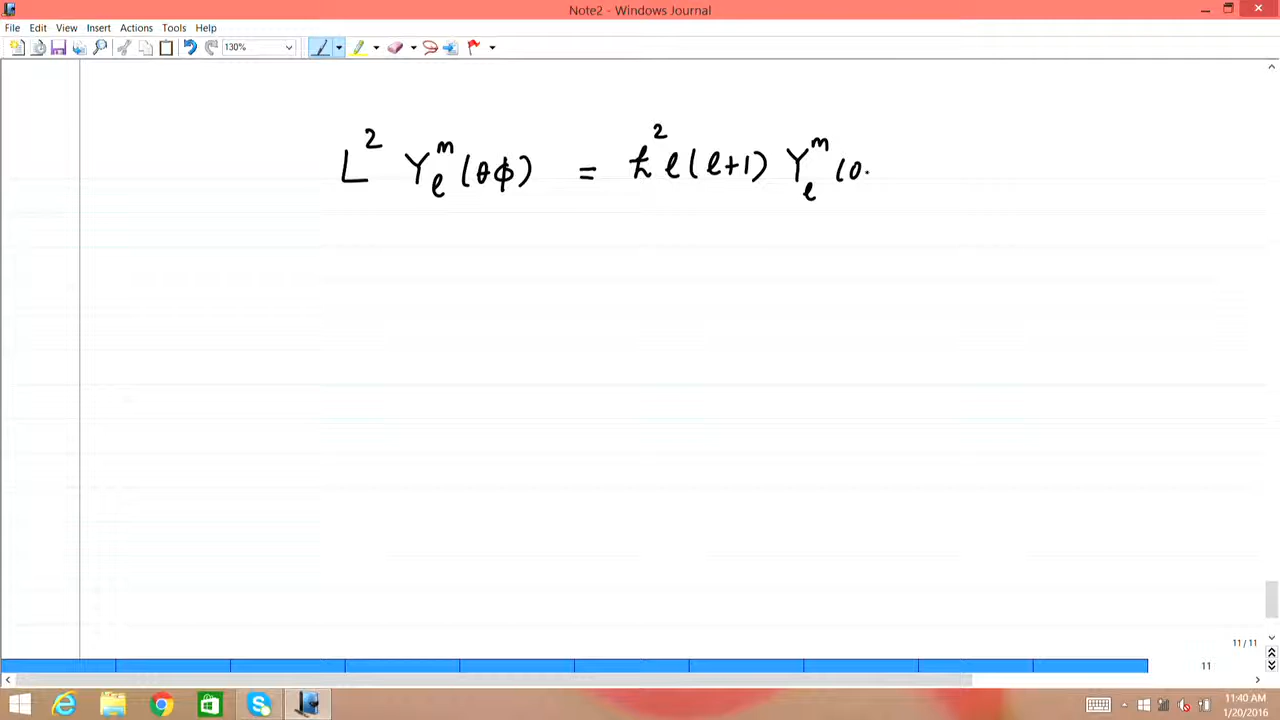 Note2 - Windows Journal
File Edit View Insert Actions Tools Help
130%
L² Yₗᵐ(θϕ) = ħ² ℓ(ℓ+1) Yₗᵐ(θ
11 / 11
11
11:40 AM
1/20/2016